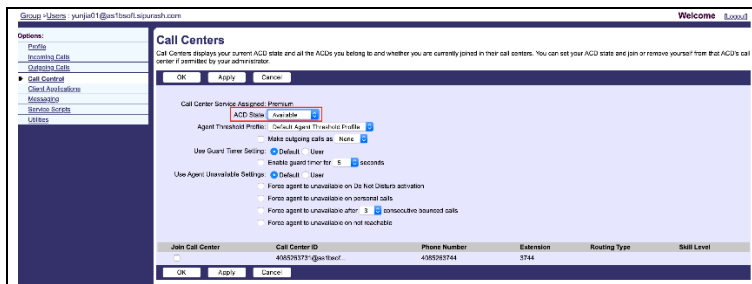 Group >Users : yunjia01@as1bsoft.sipurash.com
Welcome [Logout]
Options:
Profile
Incoming Calls
Outgoing Calls
Call Control
Client Applications
Messaging
Service Scripts
Utilities
Call Centers
Call Centers displays your current ACD state and all the ACDs you belong to and whether you are currently joined in their call centers. You can set your ACD state and join or remove yourself from that ACD's call
center if permitted by your administrator.
OK Apply Cancel
Call Center Service Assigned: Premium
ACD State: Available
Agent Threshold Profile: Default Agent Threshold Profile
Make outgoing calls as None
Use Guard Timer Setting: Default User
Enable guard timer for 5 seconds
Use Agent Unavailable Settings: Default User
Force agent to unavailable on Do Not Disturb activation
Force agent to unavailable on personal calls
Force agent to unavailable after 3 consecutive bounced calls
Force agent to unavailable on not reachable
Join Call Center Call Center ID Phone Number Extension Routing Type Skill Level
4085263731@as1bsof... 4085263744 3744
OK Apply Cancel